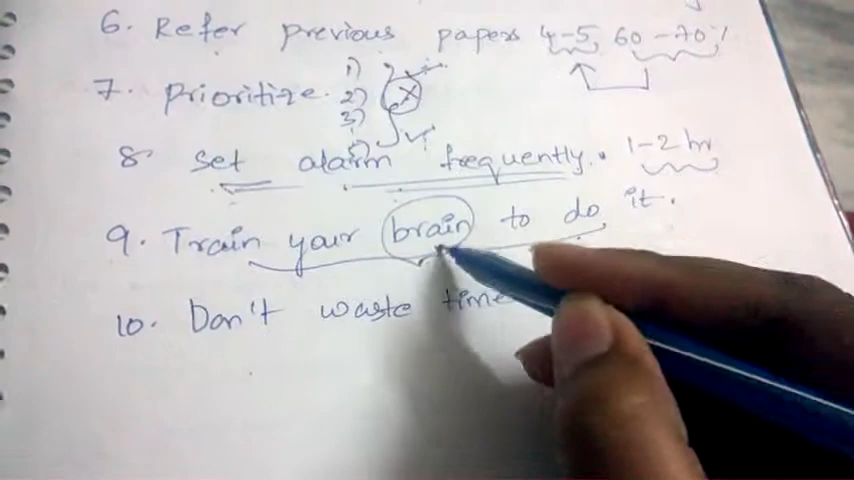 6. Refer previous papers 4-5 60-70%
7. Prioritize. 1) 2) 3)
8 Set alarm frequently. 1-2 hr
9. Train your brain to do it.
10. Don't waste time